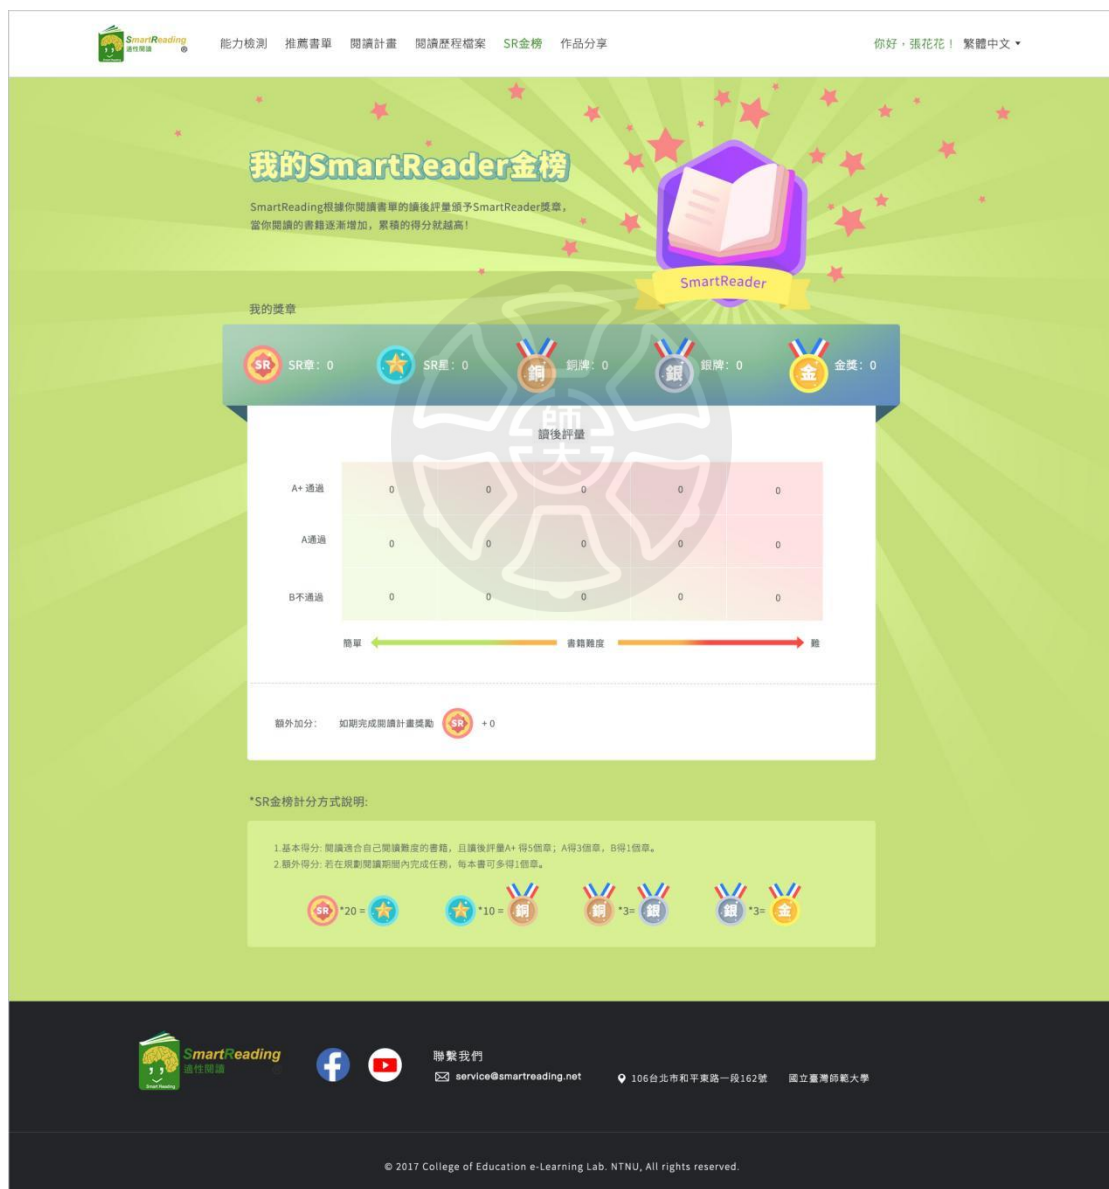 SmartReading
適性閱讀
能力檢測 推薦書單 閱讀計畫 閱讀歷程檔案 SR金榜 作品分享
你好，張花花！ 繁體中文
我的SmartReader金榜
SmartReading根據你閱讀書單的讀後評量頒予SmartReader獎章，
當你閱讀的書籍逐漸增加，累積的得分就越高！
SmartReader
我的獎章
SR SR章：0 SR星：0 銅 銅牌：0 銀 銀牌：0 金 金獎：0
師大
讀後評量
A+ 通過 0 0 0 0 0
A通過 0 0 0 0 0
B不通過 0 0 0 0 0
簡單 書籍難度 難
額外加分： 如期完成閱讀計畫獎勵 SR + 0
*SR金榜計分方式說明:
1.基本得分: 閱讀適合自己閱讀難度的書籍，且讀後評量A+ 得5個章；A得3個章，B得1個章。
2.額外得分: 若在規劃閱讀期間內完成任務，每本書可多得1個章。
SR *20 = *10 = 銅 銅 *3= 銀 銀 *3= 金
SmartReading
適性閱讀
Smart Reading
聯繫我們
service@smartreading.net
106台北市和平東路一段162號 國立臺灣師範大學
© 2017 College of Education e-Learning Lab. NTNU, All rights reserved.